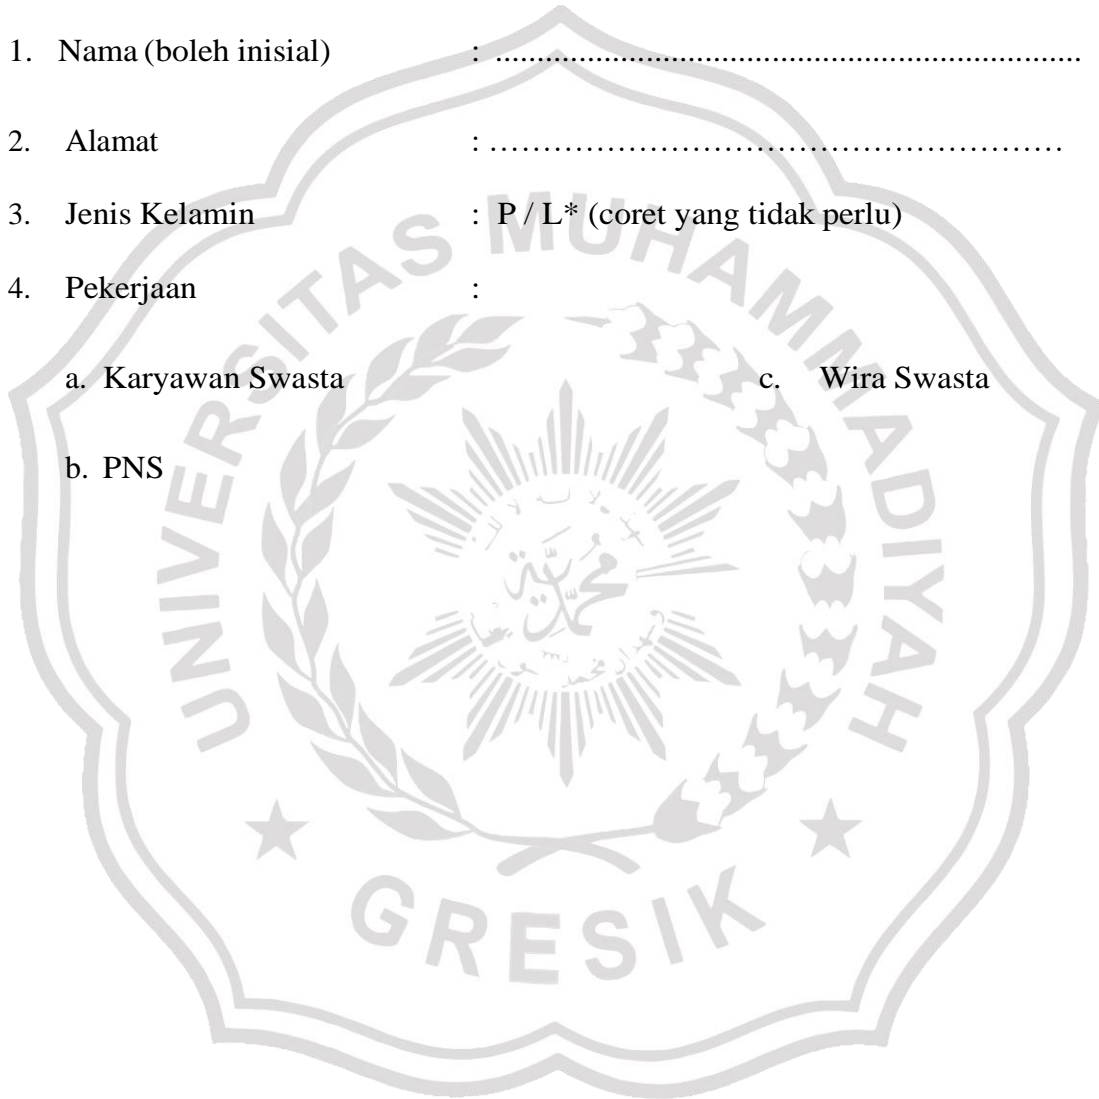 1. Nama (boleh inisial) : ......................................................................
2. Alamat : ………………………………………………
3. Jenis Kelamin : P / L* (coret yang tidak perlu)
4. Pekerjaan :
a. Karyawan Swasta c. Wira Swasta
b. PNS
UNIVERSITAS MUHAMMADIYAH
GRESIK